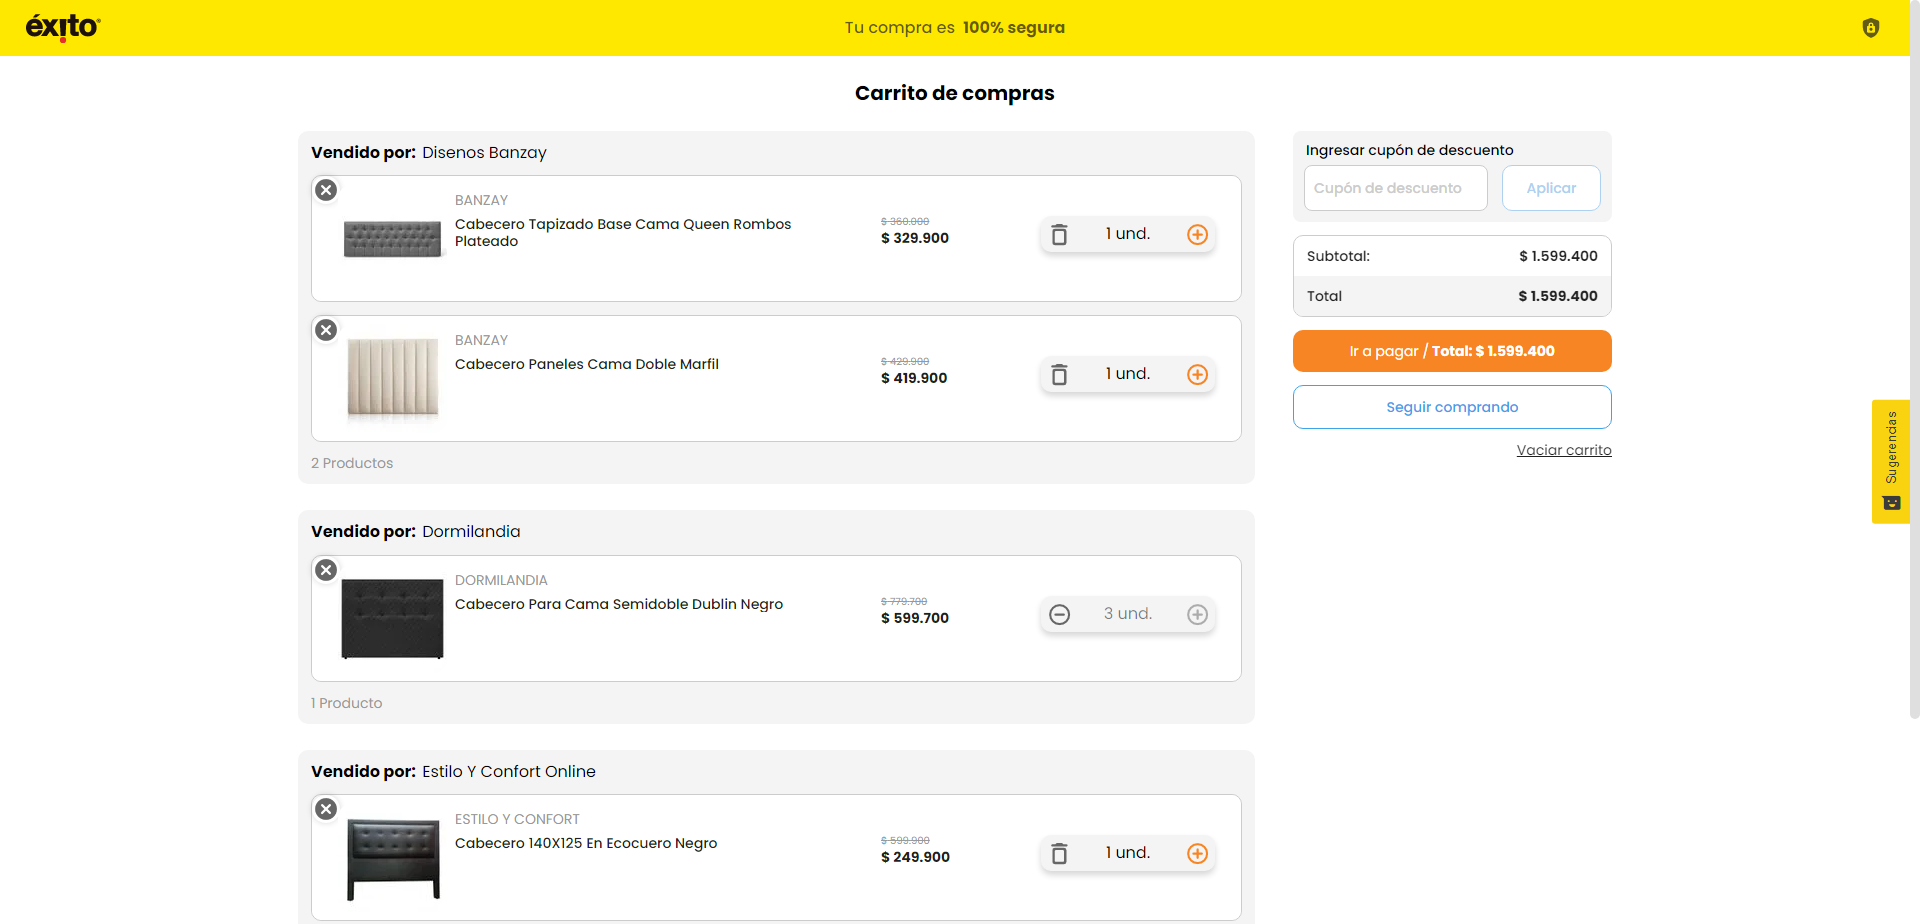 éxito
Tu compra es 100% segura
Carrito de compras
Vendido por: Disenos Banzay
BANZAY
Cabecero Tapizado Base Cama Queen Rombos
Plateado
$ 360.000
$ 329.900
1 und.
BANZAY
Cabecero Paneles Cama Doble Marfil
$ 429.900
$ 419.900
1 und.
2 Productos
Vendido por: Dormilandia
DORMILANDIA
Cabecero Para Cama Semidoble Dublin Negro
$ 779.700
$ 599.700
3 und.
1 Producto
Vendido por: Estilo Y Confort Online
ESTILO Y CONFORT
Cabecero 140X125 En Ecocuero Negro
$ 599.900
$ 249.900
1 und.
Ingresar cupón de descuento
Cupón de descuento
Aplicar
Subtotal: $ 1.599.400
Total $ 1.599.400
Ir a pagar / Total: $ 1.599.400
Seguir comprando
Vaciar carrito
Sugerencias